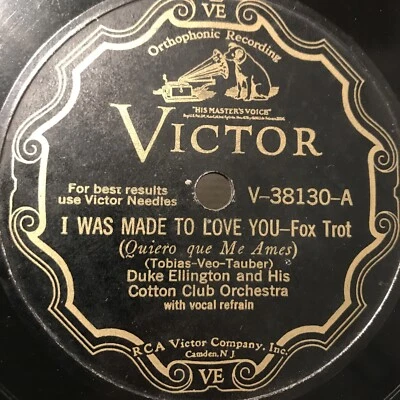 VE
Orthophonic Recording
"HIS MASTER'S VOICE"
VICTOR
For best results
use Victor Needles
V-38130-A
I WAS MADE TO LOVE YOU-Fox Trot
(Quiero que Me Ames)
(Tobias-Veo-Tauber)
Duke Ellington and His
Cotton Club Orchestra
with vocal refrain
RCA Victor Company, Inc.
Camden, N.J.
VE